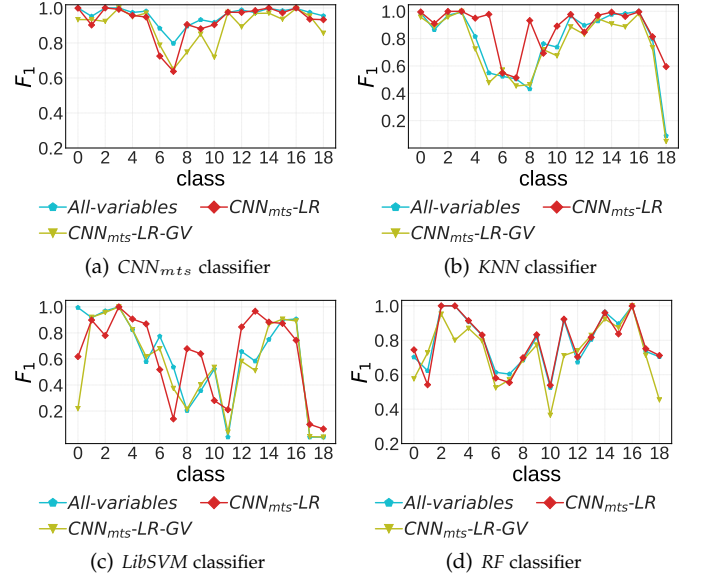 1.0
0.8
0.6
0.4
0.2
F1
0 2 4 6 8 10 12 14 16 18
class
All-variables CNNmts-LR
CNNmts-LR-GV
(a) CNNmts classifier
1.0
0.8
0.6
0.4
0.2
F1
0 2 4 6 8 10 12 14 16 18
class
All-variables CNNmts-LR
CNNmts-LR-GV
(b) KNN classifier
1.0
0.8
0.6
0.4
0.2
F1
0 2 4 6 8 10 12 14 16 18
class
All-variables CNNmts-LR
CNNmts-LR-GV
(c) LibSVM classifier
1.0
0.8
0.6
0.4
0.2
F1
0 2 4 6 8 10 12 14 16 18
class
All-variables CNNmts-LR
CNNmts-LR-GV
(d) RF classifier